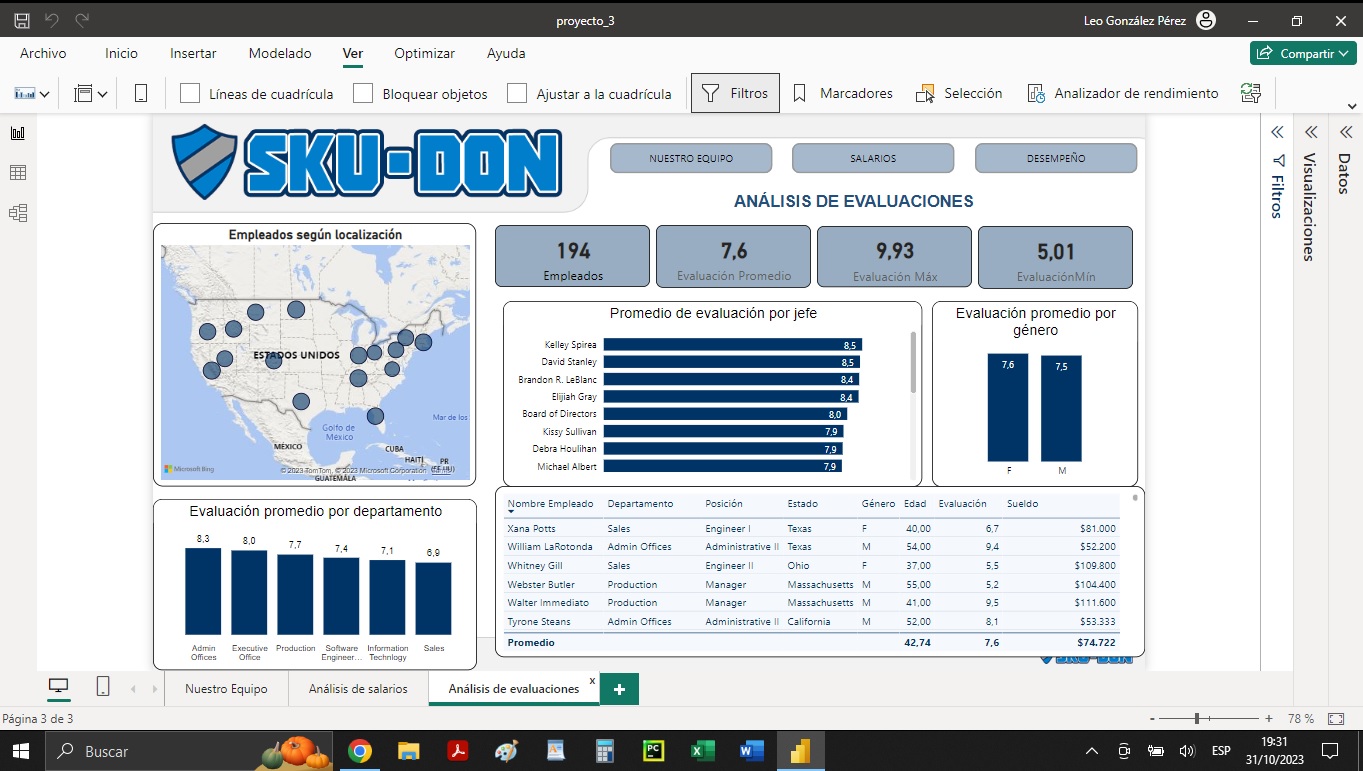 proyecto_3
Leo González Pérez
Archivo Inicio Insertar Modelado Ver Optimizar Ayuda
Compartir
Líneas de cuadrícula Bloquear objetos Ajustar a la cuadrícula Filtros Marcadores Selección Analizador de rendimiento
SKU-DON
NUESTRO EQUIPO SALARIOS DESEMPEÑO
ANÁLISIS DE EVALUACIONES
Empleados según localización
ESTADOS UNIDOS
Mar de los
Golfo de
México
MÉXICO
CUBA
HAITÍ
PR
(EE. UU.)
GUATEMALA
Microsoft Bing
© 2023 TomTom, © 2023 Microsoft Corporation
194
Empleados
7,6
Evaluación Promedio
9,93
Evaluación Máx
5,01
EvaluaciónMín
Promedio de evaluación por jefe
Kelley Spirea 8,5
David Stanley 8,5
Brandon R. LeBlanc 8,4
Elijiah Gray 8,4
Board of Directors 8,0
Kissy Sullivan 7,9
Debra Houlihan 7,9
Michael Albert 7,9
Evaluación promedio por
género
7,6 7,5
F M
Evaluación promedio por departamento
8,3 8,0 7,7 7,4 7,1 6,9
Admin Executive Production Software Information Sales
Offices Office Engineer... Technlogy
Nombre Empleado Departamento Posición Estado Género Edad Evaluación Sueldo
Xana Potts Sales Engineer I Texas F 40,00 6,7 $81.000
William LaRotonda Admin Offices Administrative II Texas M 54,00 9,4 $52.200
Whitney Gill Sales Engineer II Ohio F 37,00 5,5 $109.800
Webster Butler Production Manager Massachusetts M 55,00 5,2 $104.400
Walter Immediato Production Manager Massachusetts M 41,00 9,5 $111.600
Tyrone Steans Admin Offices Administrative II California M 52,00 8,1 $53.333
Promedio 42,74 7,6 $74.722
SKU-DON
Filtros
Visualizaciones
Datos
Nuestro Equipo Análisis de salarios Análisis de evaluaciones x +
Página 3 de 3
- + 78 %
Buscar
ESP
19:31
31/10/2023